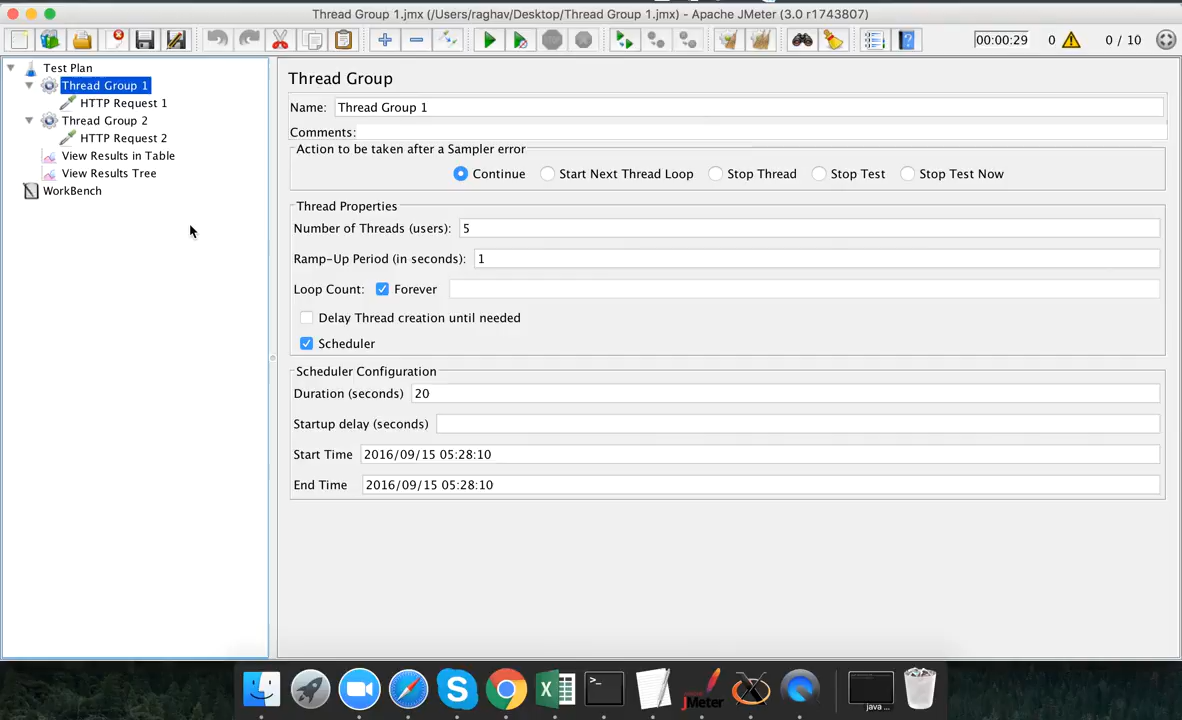 Thread Group 1.jmx (/Users/raghav/Desktop/Thread Group 1.jmx) - Apache JMeter (3.0 r1743807)
00:00:29 0 0 / 10
Test Plan
Thread Group 1
HTTP Request 1
Thread Group 2
HTTP Request 2
View Results in Table
View Results Tree
WorkBench
Thread Group
Name: Thread Group 1
Comments:
Action to be taken after a Sampler error
Continue Start Next Thread Loop Stop Thread Stop Test Stop Test Now
Thread Properties
Number of Threads (users): 5
Ramp-Up Period (in seconds): 1
Loop Count: Forever
Delay Thread creation until needed
Scheduler
Scheduler Configuration
Duration (seconds) 20
Startup delay (seconds)
Start Time 2016/09/15 05:28:10
End Time 2016/09/15 05:28:10
JMeter
java ...